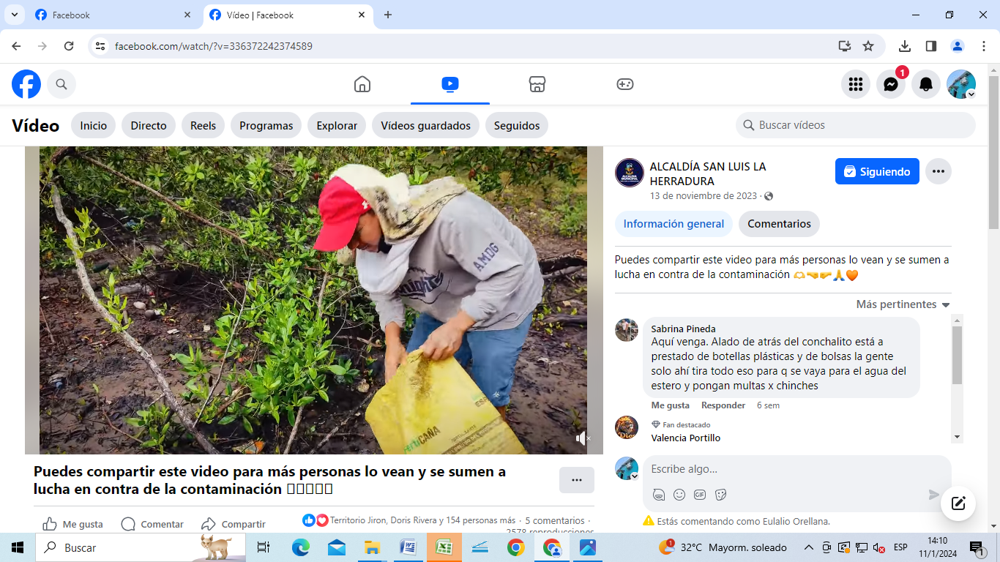 Facebook
Vídeo | Facebook
facebook.com/watch/?v=336372242374589
1
Vídeo
Inicio
Directo
Reels
Programas
Explorar
Vídeos guardados
Seguidos
Buscar vídeos
AMDG
CAÑA
ALCALDÍA SAN LUIS LA
HERRADURA
Siguiendo
13 de noviembre de 2023 ·
Información general
Comentarios
Puedes compartir este video para más personas lo vean y se sumen a
lucha en contra de la contaminación 🫶🤜🤛🙏🧡
Más pertinentes
Sabrina Pineda
Aquí venga. Alado de atrás del conchalito está a
prestado de botellas plásticas y de bolsas la gente
solo ahí tira todo eso para q se vaya para el agua del
estero y pongan multas x chinches
Me gusta Responder 6 sem
Fan destacado
Valencia Portillo
Escribe algo...
GIF
Estás comentando como Eulalio Orellana.
Puedes compartir este video para más personas lo vean y se sumen a
lucha en contra de la contaminación
Me gusta
Comentar
Compartir
Territorio Jiron, Doris Rivera y 154 personas más · 5 comentarios ·
2578 reproducciones
Buscar
1
32°C Mayorm. soleado
ESP
14:10
11/1/2024
1